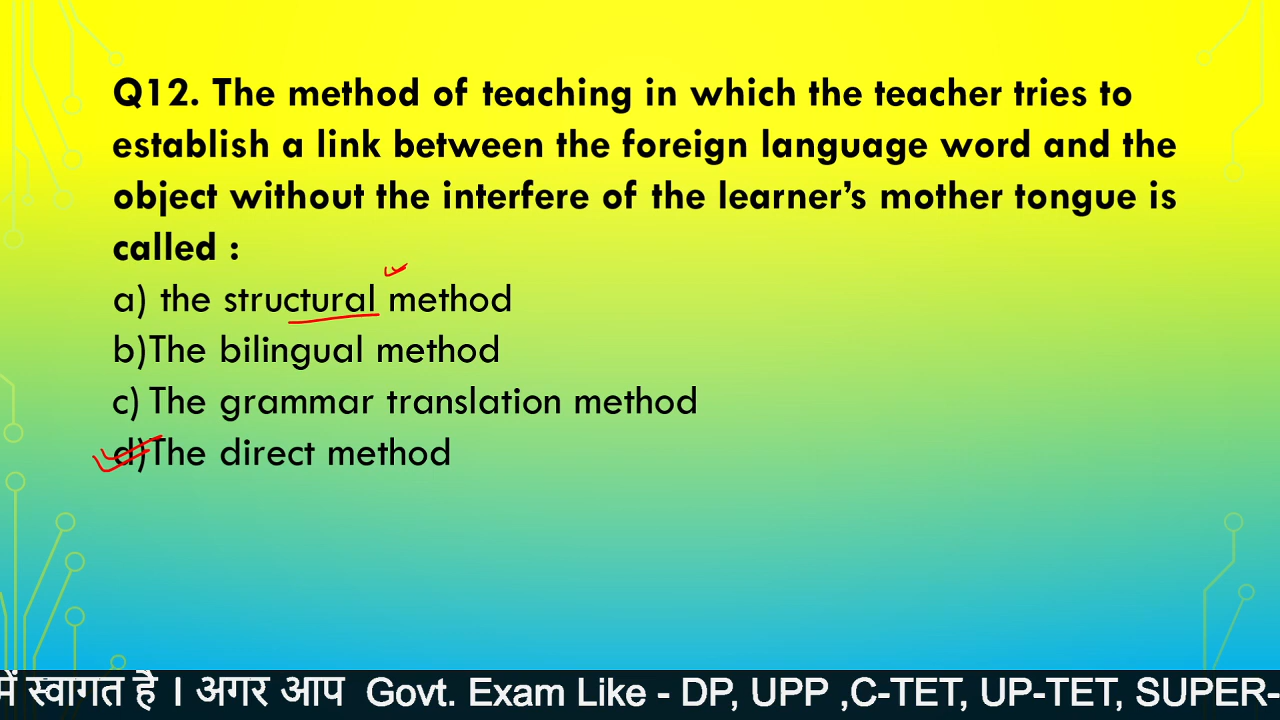 Q12. The method of teaching in which the teacher tries to
establish a link between the foreign language word and the
object without the interfere of the learner’s mother tongue is
called :
a) the structural method
b)The bilingual method
c) The grammar translation method
d)The direct method
में स्वागत है । अगर आप Govt. Exam Like - DP, UPP ,C-TET, UP-TET, SUPER-